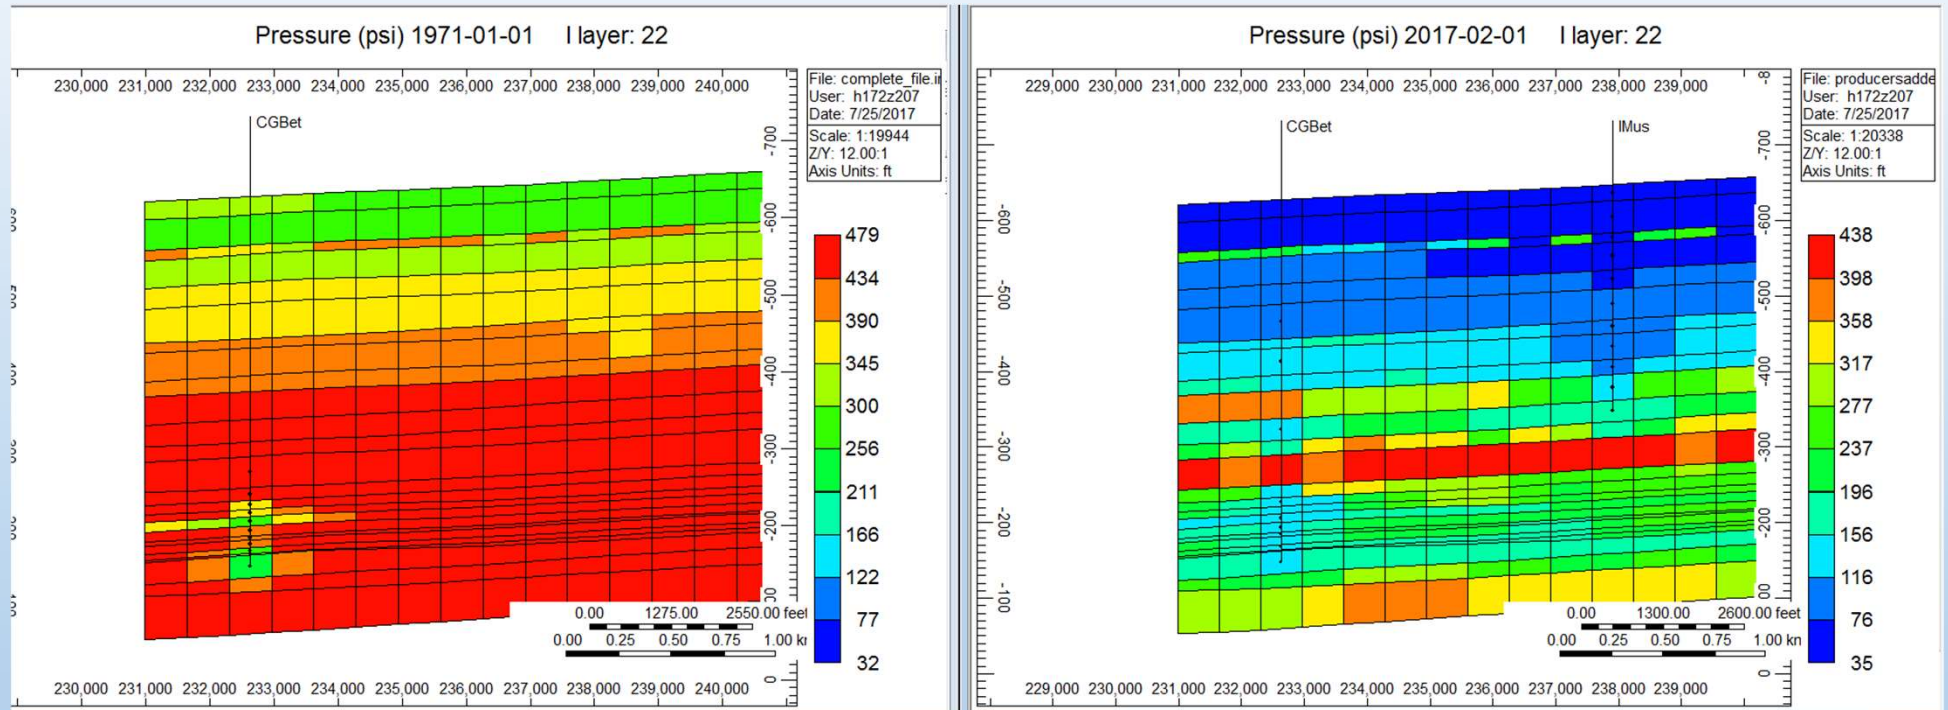 Pressure (psi) 1971-01-01 I layer: 22
230,000 231,000 232,000 233,000 234,000 235,000 236,000 237,000 238,000 239,000 240,000
File: complete_file.ir
User: h172z207
Date: 7/25/2017
Scale: 1:19944
Z/Y: 12.00:1
Axis Units: ft
CGBet
-700
-600
-500
-400
-300
-200
0
479
434
390
345
300
256
211
166
122
77
32
0.00 1275.00 2550.00 feet
0.00 0.25 0.50 0.75 1.00 kr
230,000 231,000 232,000 233,000 234,000 235,000 236,000 237,000 238,000 239,000 240,000
Pressure (psi) 2017-02-01 I layer: 22
229,000 230,000 231,000 232,000 233,000 234,000 235,000 236,000 237,000 238,000 239,000
-8
File: producersadde
User: h172z207
Date: 7/25/2017
Scale: 1:20338
Z/Y: 12.00:1
Axis Units: ft
CGBet
IMus
-600
-500
-400
-300
-200
-100
-700
-600
-500
-400
-300
-200
0
438
398
358
317
277
237
196
156
116
76
35
0.00 1300.00 2600.00 feet
0.00 0.25 0.50 0.75 1.00 kn
229,000 230,000 231,000 232,000 233,000 234,000 235,000 236,000 237,000 238,000 239,000